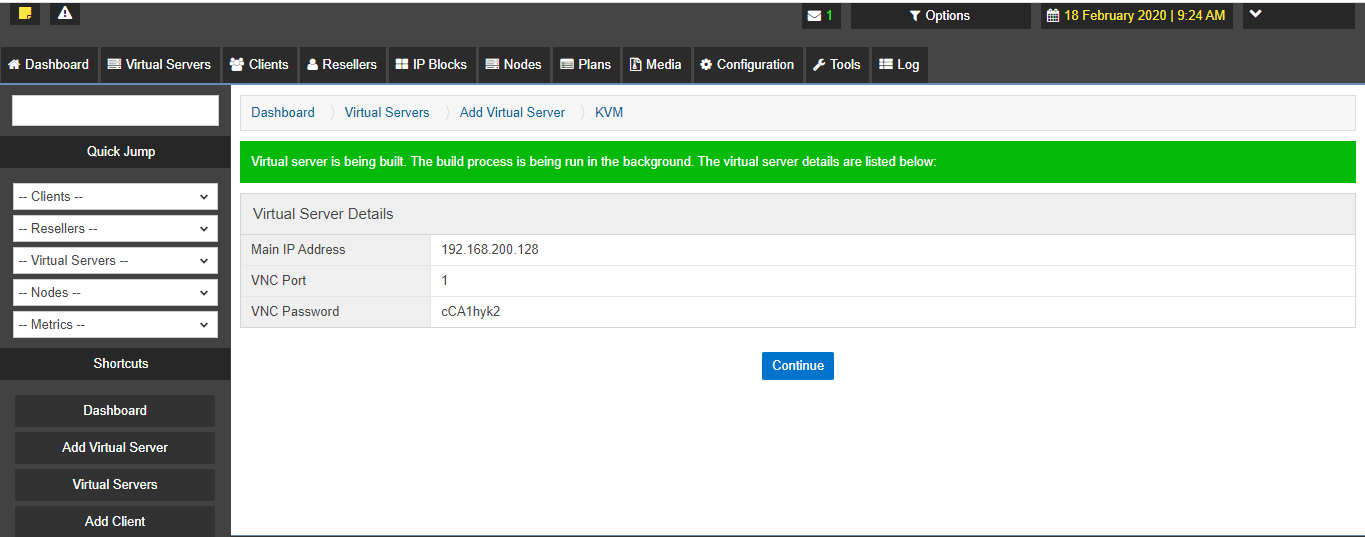 1 Options 18 February 2020 | 9:24 AM
Dashboard Virtual Servers Clients Resellers IP Blocks Nodes Plans Media Configuration Tools Log
Dashboard Virtual Servers Add Virtual Server KVM
Quick Jump
Virtual server is being built. The build process is being run in the background. The virtual server details are listed below:
-- Clients --
-- Resellers --
-- Virtual Servers --
-- Nodes --
-- Metrics --
Virtual Server Details
Main IP Address 192.168.200.128
VNC Port 1
VNC Password cCA1hyk2
Continue
Shortcuts
Dashboard
Add Virtual Server
Virtual Servers
Add Client